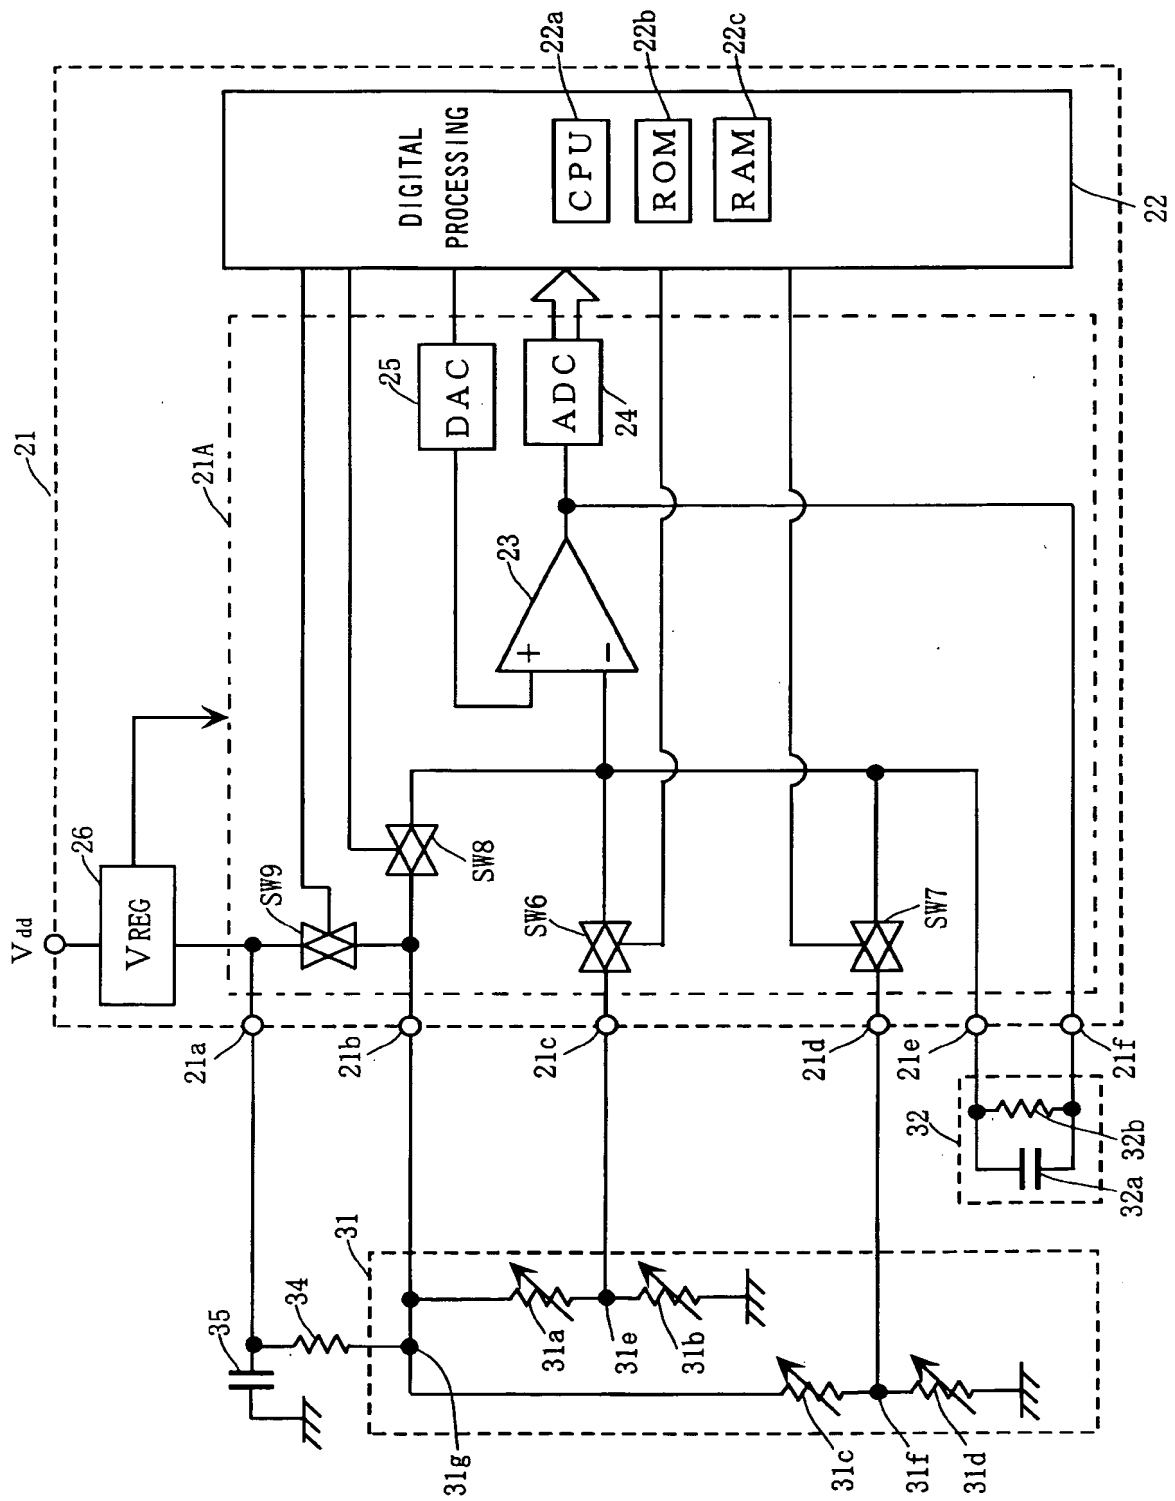 21
22
22a
22b
22c
DIGITAL
PROCESSING
CPU
ROM
RAM
21A
25
DAC
ADC
24
23
+
−
Vdd
26
VREG
SW9
SW8
SW6
SW7
21a
21b
21c
21d
21e
21f
32
32b
32a
31
35
34
31a
31e
31b
31g
31c
31f
31d